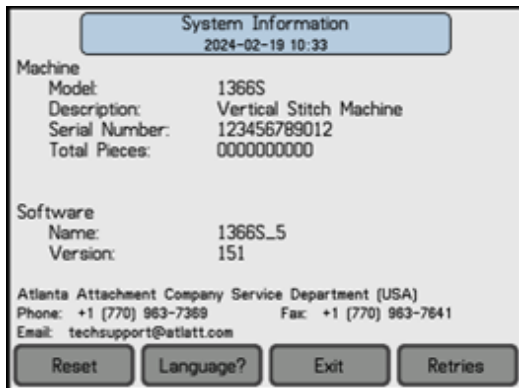 System Information
2024-02-19 10:33
Machine
Model: 1366S
Description: Vertical Stitch Machine
Serial Number: 123456789012
Total Pieces: 0000000000
Software
Name: 1366S_5
Version: 151
Atlanta Attachment Company Service Department (USA)
Phone: +1 (770) 963-7369 Fax: +1 (770) 963-7641
Email: techsupport@atlatt.com
Reset Language? Exit Retries